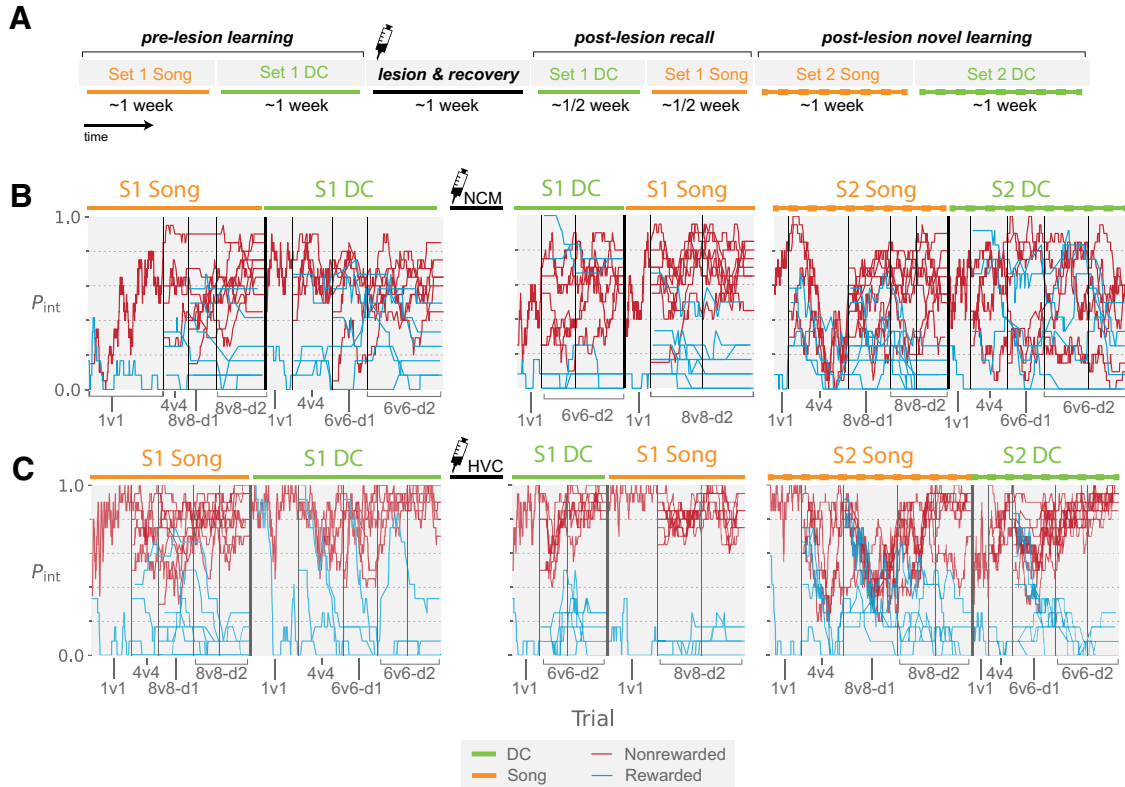 A
pre-lesion learning post-lesion recall post-lesion novel learning
Set 1 Song Set 1 DC lesion & recovery Set 1 DC Set 1 Song Set 2 Song Set 2 DC
~1 week ~1 week ~1 week ~1/2 week ~1/2 week ~1 week ~1 week
time
B
S1 Song S1 DC NCM S1 DC S1 Song S2 Song S2 DC
1.0
Pint
0.0
1v1 4v4 8v8-d1 8v8-d2 1v1 4v4 6v6-d1 6v6-d2 1v1 6v6-d2 1v1 8v8-d2 1v1 4v4 8v8-d1 8v8-d2 1v1 4v4 6v6-d1 6v6-d2
C
S1 Song S1 DC HVC S1 DC S1 Song S2 Song S2 DC
1.0
Pint
0.0
1v1 4v4 8v8-d1 8v8-d2 1v1 4v4 6v6-d1 6v6-d2 1v1 6v6-d2 1v1 8v8-d2 1v1 4v4 8v8-d1 8v8-d2 1v1 4v4 6v6-d1 6v6-d2
Trial
DC Nonrewarded
Song Rewarded